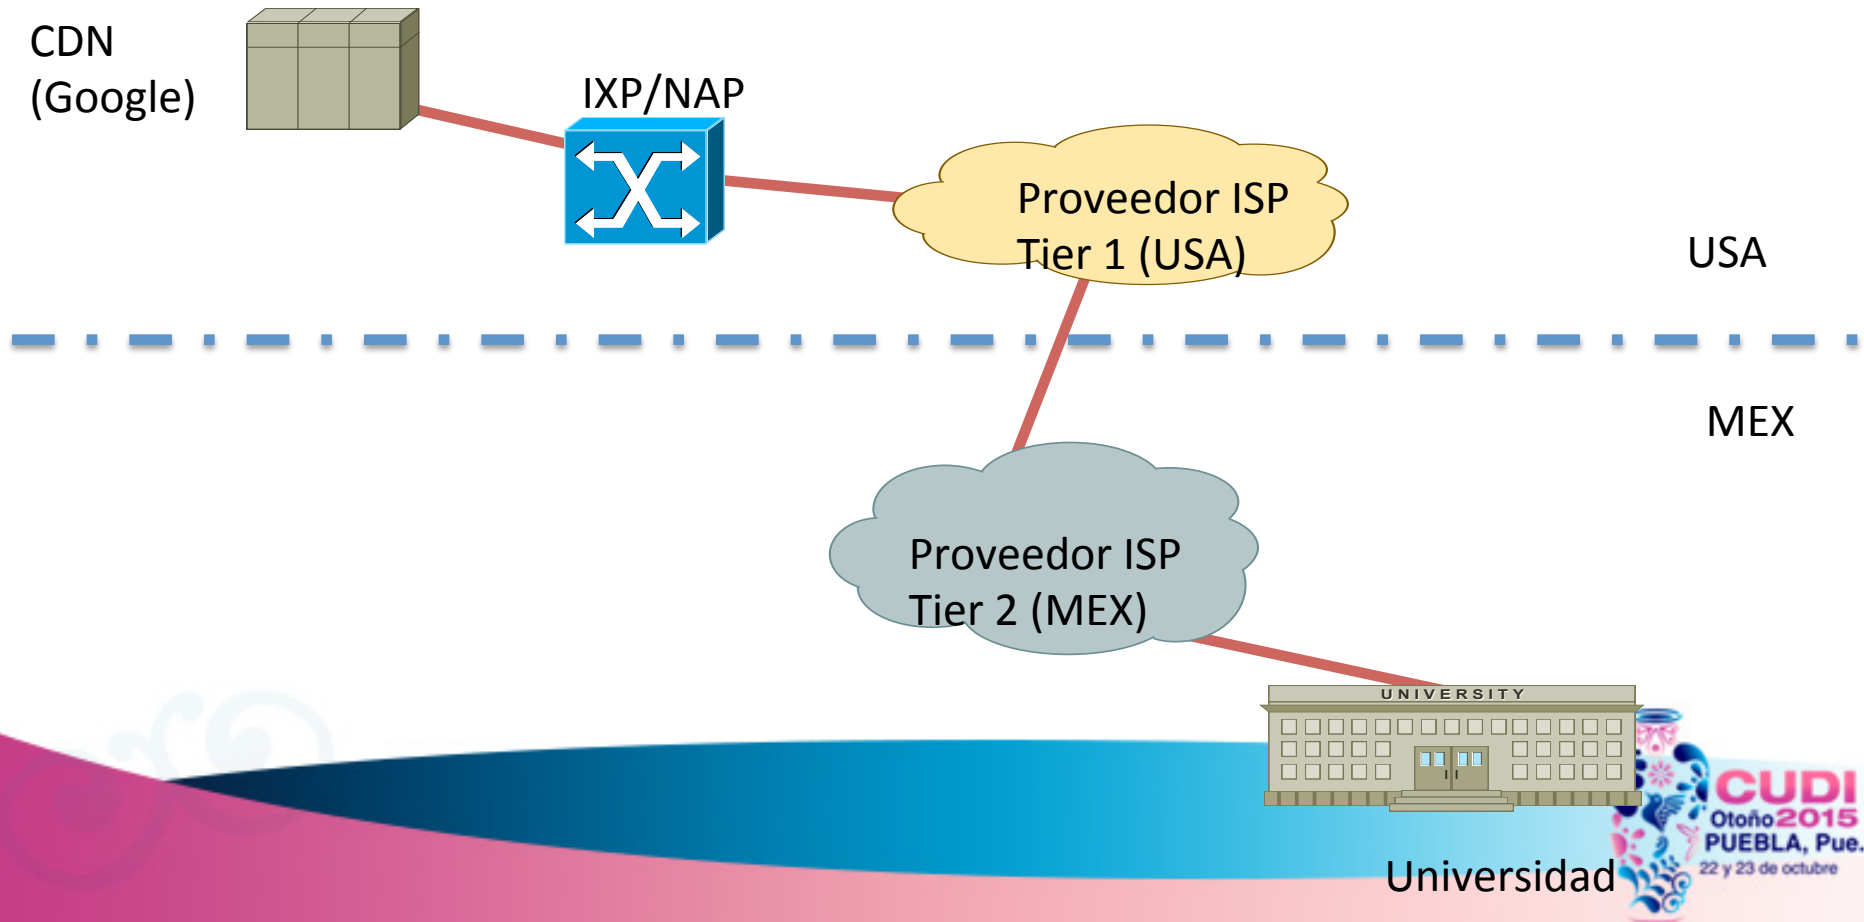 CDN
(Google)
IXP/NAP
Proveedor ISP
Tier 1 (USA)
USA
MEX
Proveedor ISP
Tier 2 (MEX)
UNIVERSITY
CUDI
Otoño2015
PUEBLA, Pue.
22 y 23 de octubre
Universidad